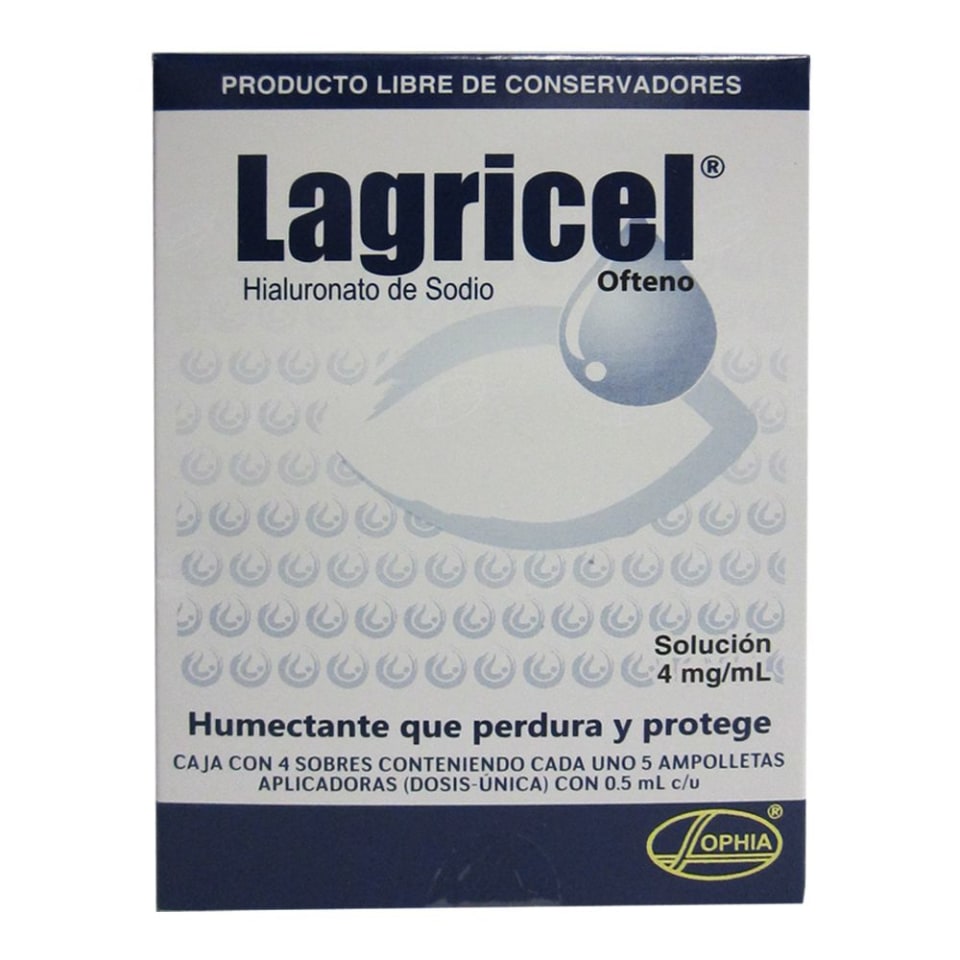 PRODUCTO LIBRE DE CONSERVADORES
Lagricel®
Hialuronato de Sodio
Ofteno
Solución
4 mg/mL
Humectante que perdura y protege
CAJA CON 4 SOBRES CONTENIENDO CADA UNO 5 AMPOLLETAS
APLICADORAS (DOSIS-ÚNICA) CON 0.5 mL c/u
SOPHIA®